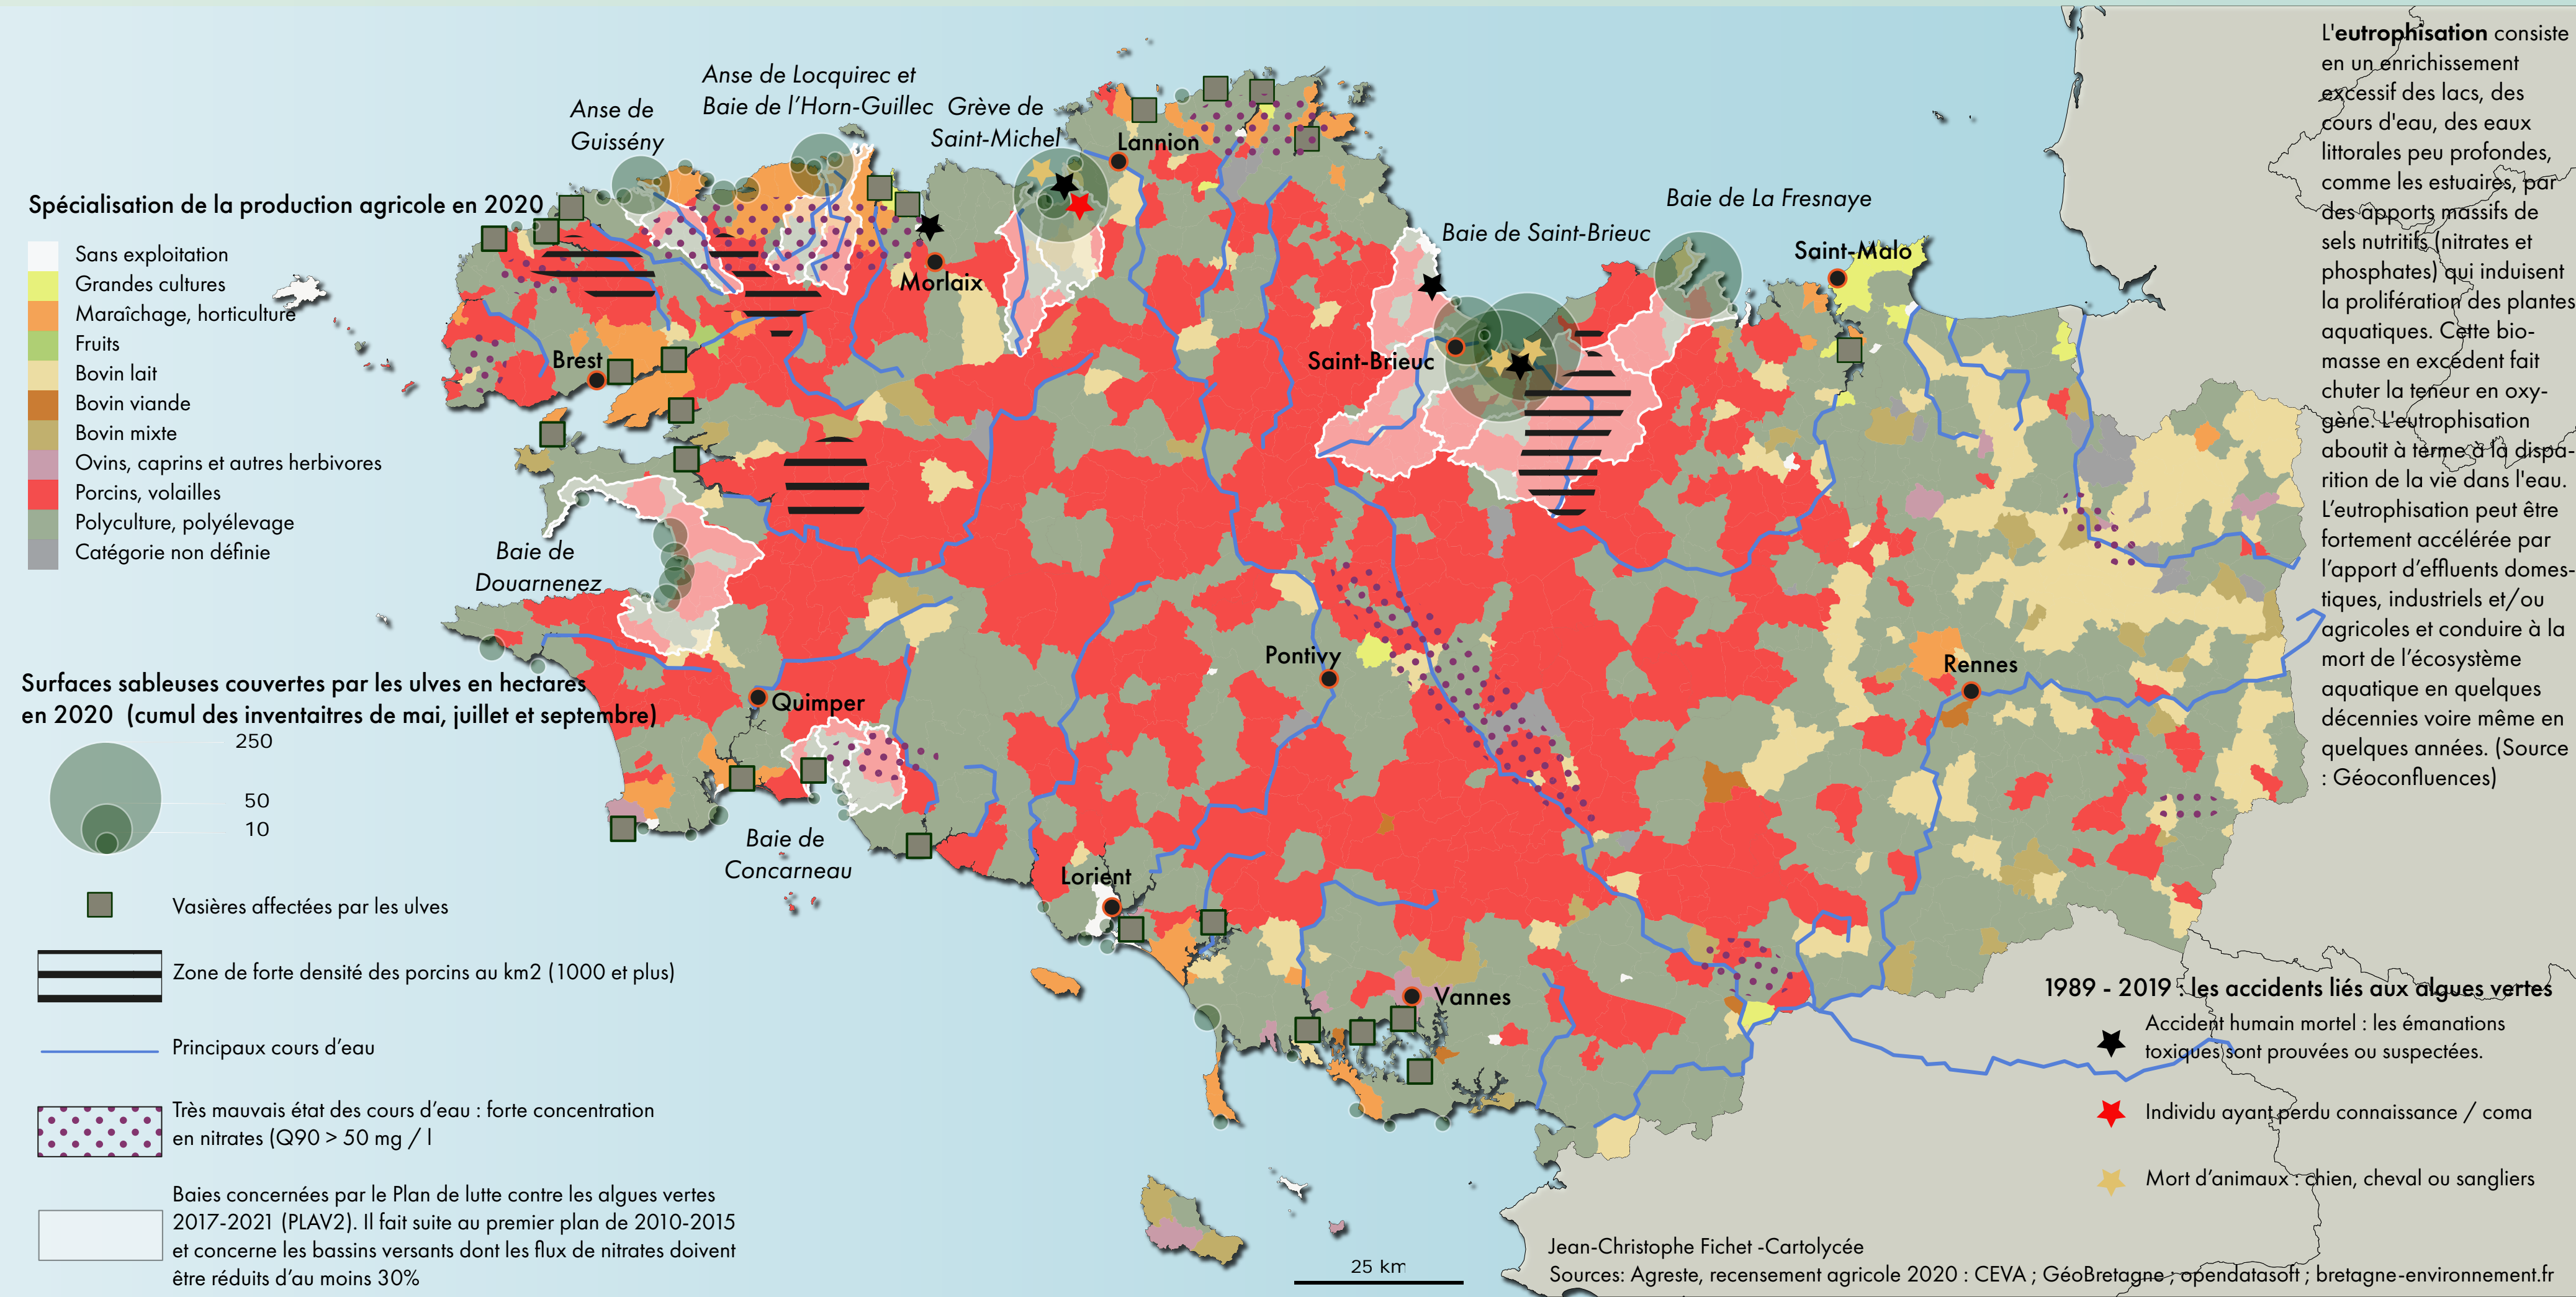 Anse de Locquirec et
Baie de l'Horn-Guillec
Anse de
Guissény
Grève de
Saint-Michel
Lannion
Morlaix
Brest
Baie de La Fresnaye
Baie de Saint-Brieuc
Saint-Malo
Saint-Brieuc
Baie de
Douarnenez
Pontivy
Rennes
Quimper
Baie de
Concarneau
Lorient
Vannes
Spécialisation de la production agricole en 2020
Sans exploitation
Grandes cultures
Maraîchage, horticulture
Fruits
Bovin lait
Bovin viande
Bovin mixte
Ovins, caprins et autres herbivores
Porcins, volailles
Polyculture, polyélevage
Catégorie non définie
Surfaces sableuses couvertes par les ulves en hectares
en 2020 (cumul des inventaitres de mai, juillet et septembre)
250
50
10
Vasières affectées par les ulves
Zone de forte densité des porcins au km2 (1000 et plus)
Principaux cours d'eau
Très mauvais état des cours d'eau : forte concentration
en nitrates (Q90 > 50 mg / l
Baies concernées par le Plan de lutte contre les algues vertes
2017-2021 (PLAV2). Il fait suite au premier plan de 2010-2015
et concerne les bassins versants dont les flux de nitrates doivent
être réduits d'au moins 30%
L'eutrophisation consiste
en un enrichissement
excessif des lacs, des
cours d'eau, des eaux
littorales peu profondes,
comme les estuaires, par
des apports massifs de
sels nutritifs (nitrates et
phosphates) qui induisent
la prolifération des plantes
aquatiques. Cette bio-
masse en excédent fait
chuter la teneur en oxy-
gène. L'eutrophisation
aboutit à terme à la dispa-
rition de la vie dans l'eau.
L'eutrophisation peut être
fortement accélérée par
l'apport d'effluents domes-
tiques, industriels et/ou
agricoles et conduire à la
mort de l'écosystème
aquatique en quelques
décennies voire même en
quelques années. (Source
: Géoconfluences)
1989 - 2019 : les accidents liés aux algues vertes
Accident humain mortel : les émanations
toxiques sont prouvées ou suspectées.
Individu ayant perdu connaissance / coma
Mort d'animaux : chien, cheval ou sangliers
25 km
Jean-Christophe Fichet -Cartolycée
Sources: Agreste, recensement agricole 2020 : CEVA ; GéoBretagne ; opendatasoft ; bretagne-environnement.fr